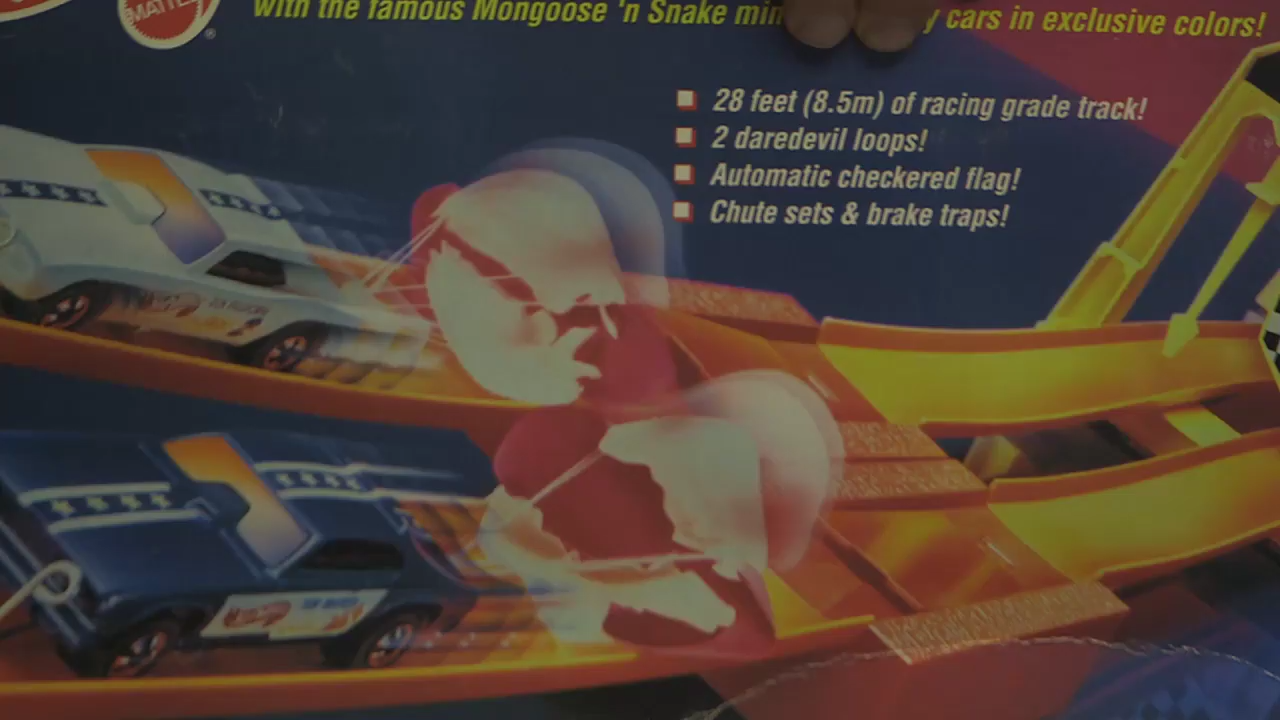 MATTEL
with the famous Mongoose 'n Snake cars in exclusive colors!
28 feet (8.5m) of racing grade track!
2 daredevil loops!
Automatic checkered flag!
Chute sets & brake traps!